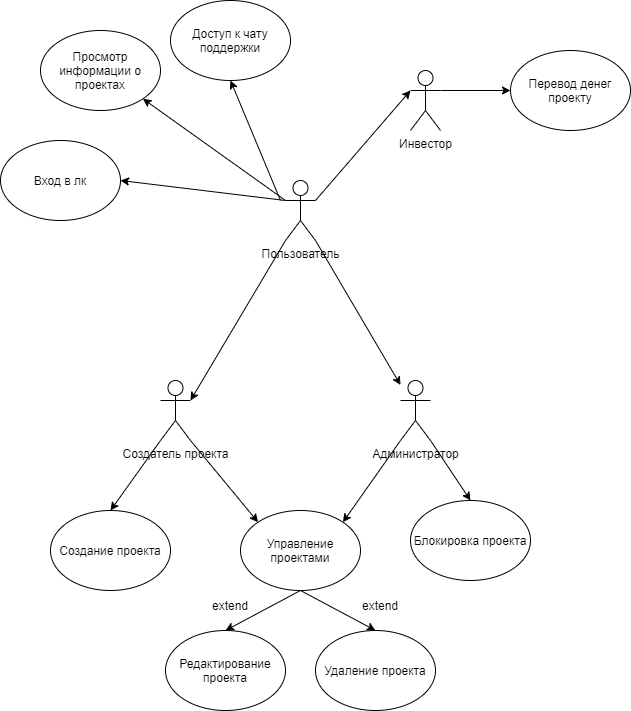 Доступ к чату
поддержки
Просмотр
информации о
проектах
Перевод денег
проекту
Инвестор
Вход в лк
Пользователь
Создатель проекта
Администратор
Создание проекта
Управление
проектами
Блокировка проекта
extend
extend
Редактирование
проекта
Удаление проекта